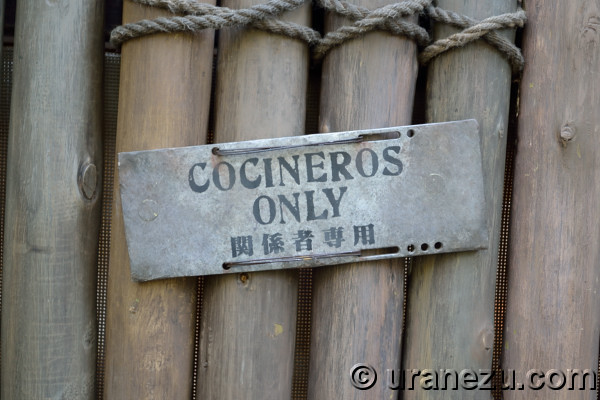 COCINEROS
ONLY
関係者専用
© uranezu.com